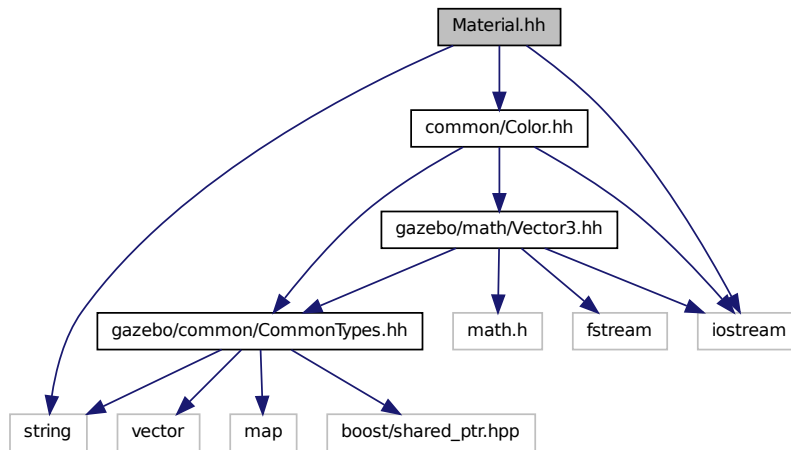 Material.hh
common/Color.hh
gazebo/math/Vector3.hh
gazebo/common/CommonTypes.hh
math.h
fstream
iostream
string
vector
map
boost/shared_ptr.hpp